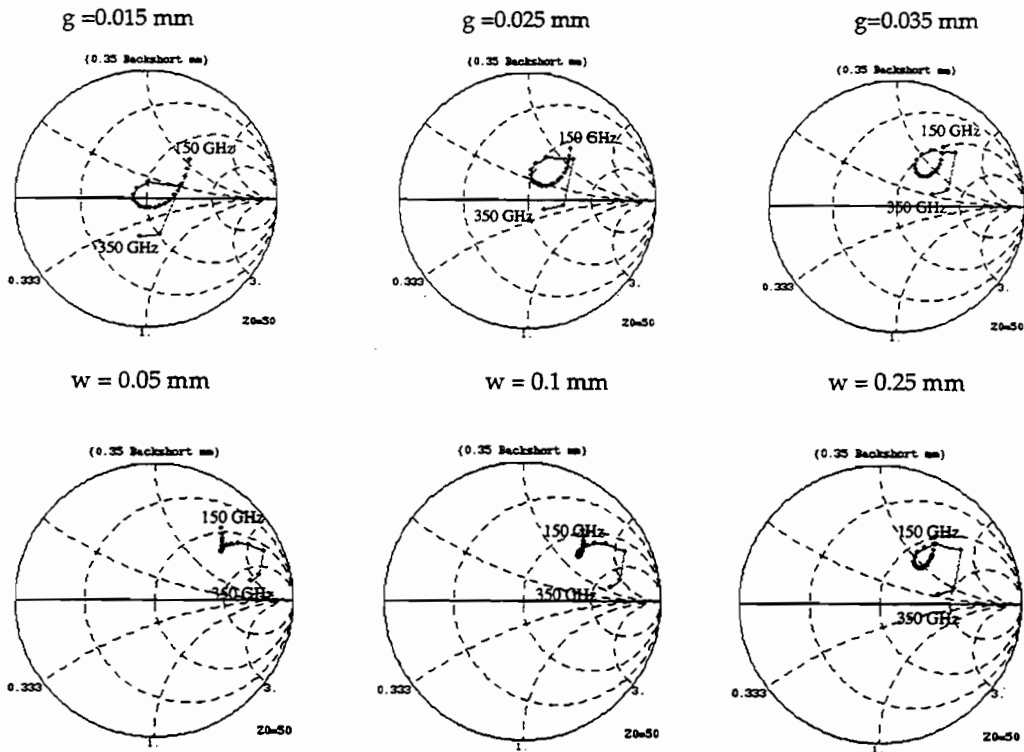 g =0.015 mm
g =0.025 mm
g=0.035 mm
(0.35 Backshort mm)
(0.35 Backshort mm)
(0.35 Backshort mm)
150 GHz
150 GHz
150 GHz
350 GHz
350 GHz
350 GHz
0.333
3.
0.333
3.
0.333
3.
Z0=50
Z0=50
Z0=50
1.
1.
1.
w = 0.05 mm
w = 0.1 mm
w = 0.25 mm
(0.35 Backshort mm)
(0.35 Backshort mm)
(0.35 Backshort mm)
150 GHz
150 GHz
150 GHz
350 GHz
350 GHz
350 GHz
0.333
3.
0.333
3.
0.333
3.
Z0=50
Z0=50
Z0=50
1.
1.
1.